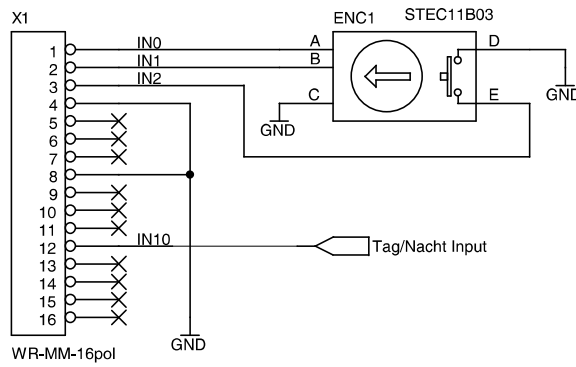 X1
ENC1
STEC11B03
1
IN0
A
D
2
IN1
B
3
IN2
C
E
GND
GND
4
5
6
7
8
9
10
11
12
IN10
Tag/Nacht Input
13
14
15
16
GND
WR-MM-16pol